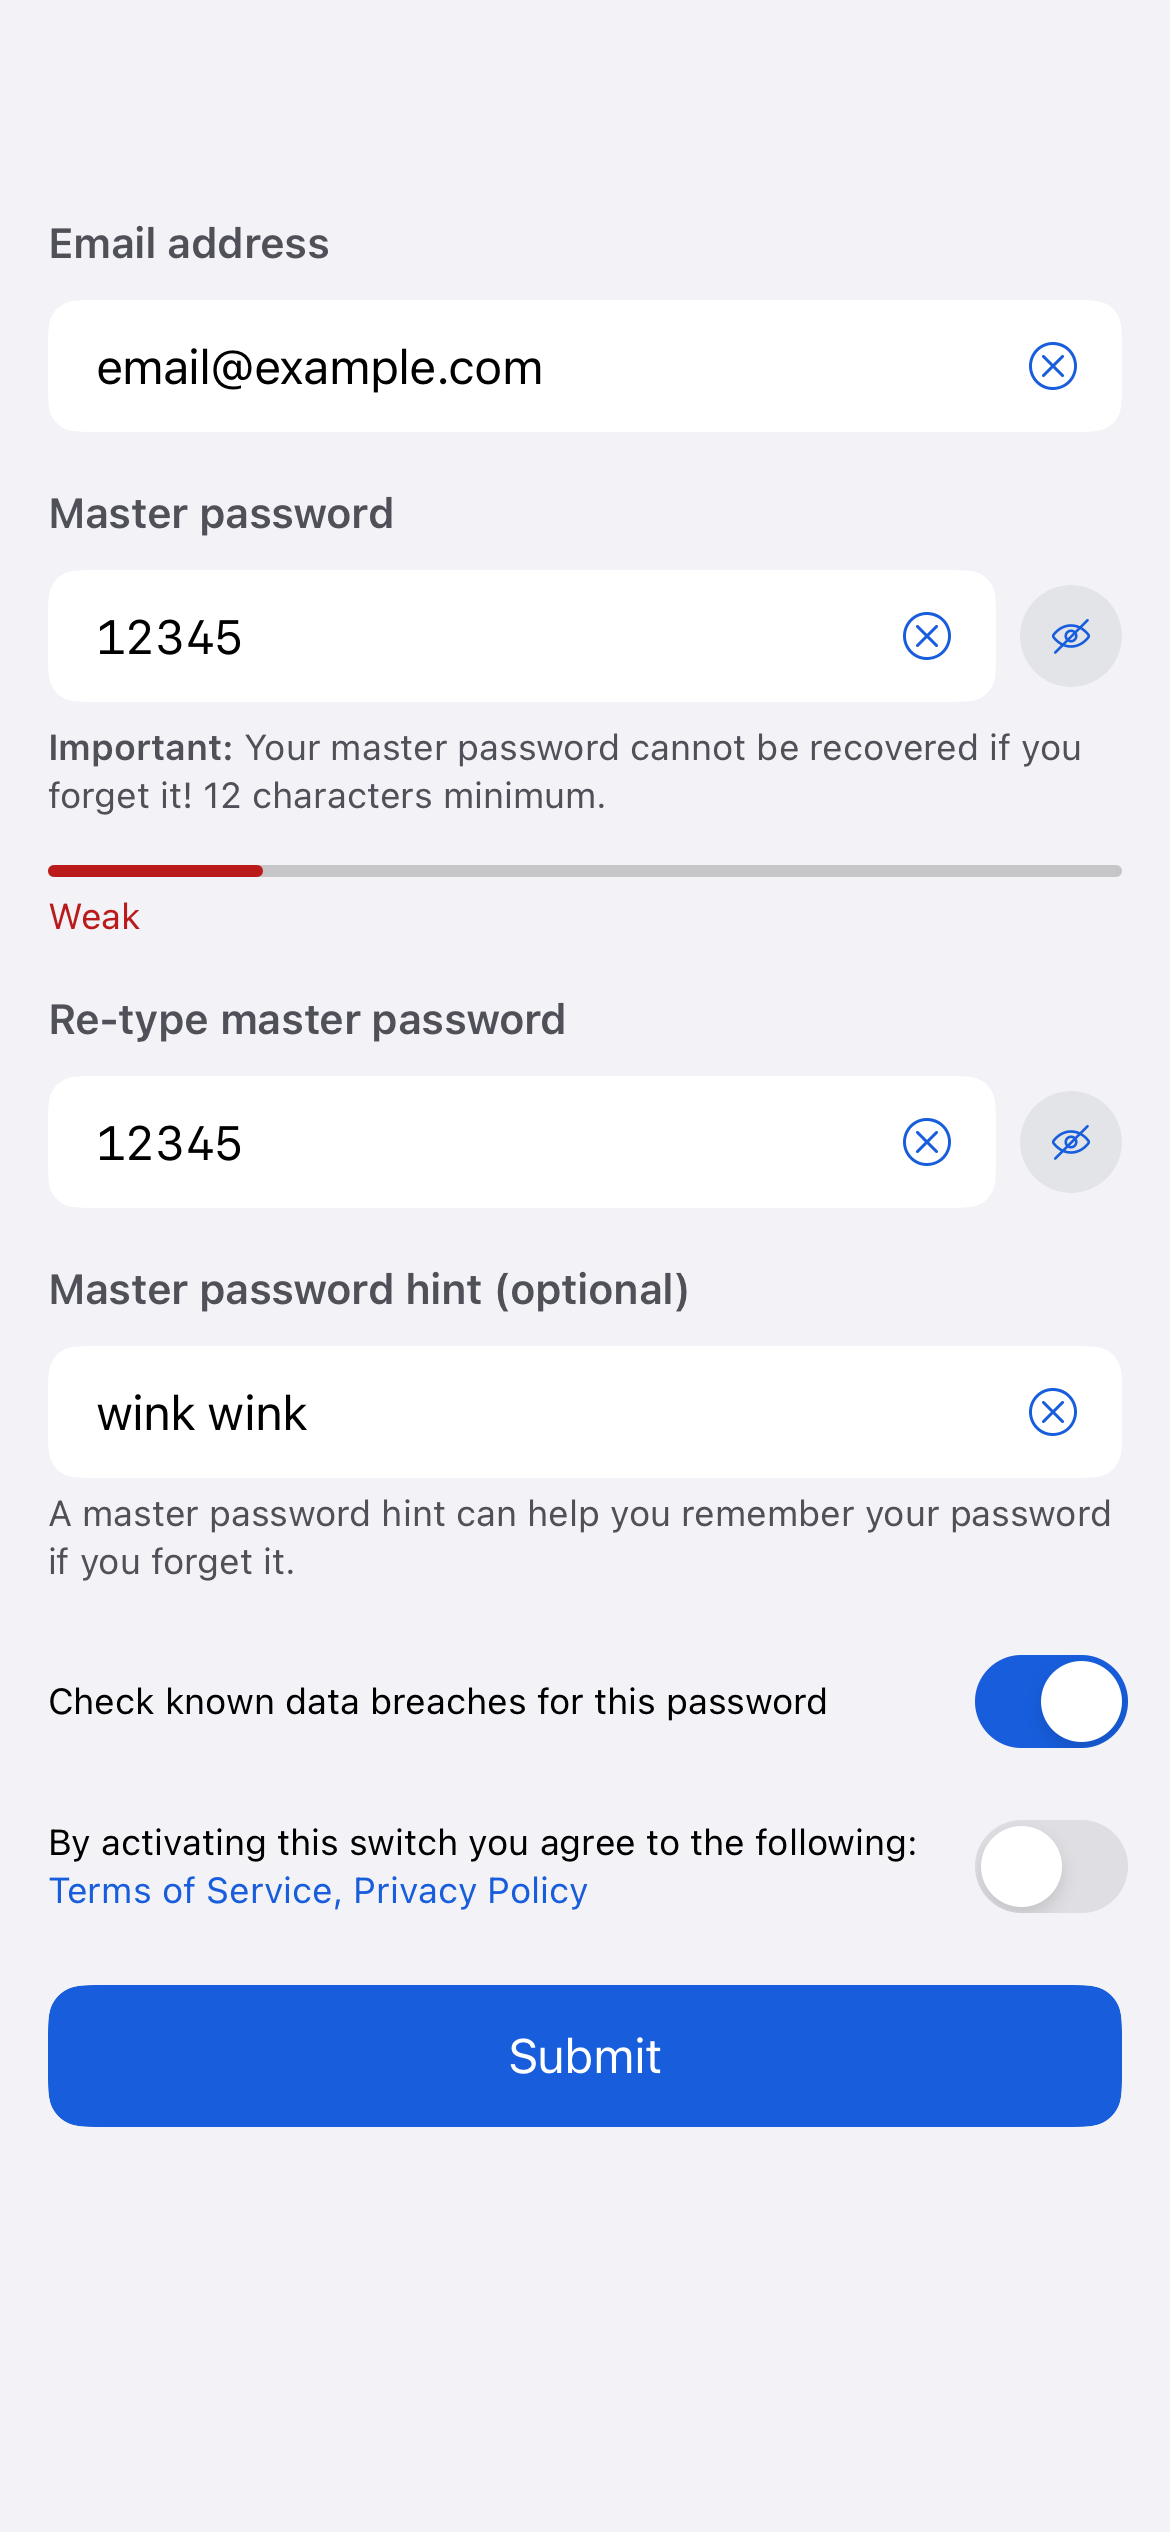 Email address
email@example.com
Master password
12345
Important: Your master password cannot be recovered if you
forget it! 12 characters minimum.
Weak
Re-type master password
12345
Master password hint (optional)
wink wink
A master password hint can help you remember your password
if you forget it.
Check known data breaches for this password
By activating this switch you agree to the following:
Terms of Service, Privacy Policy
Submit